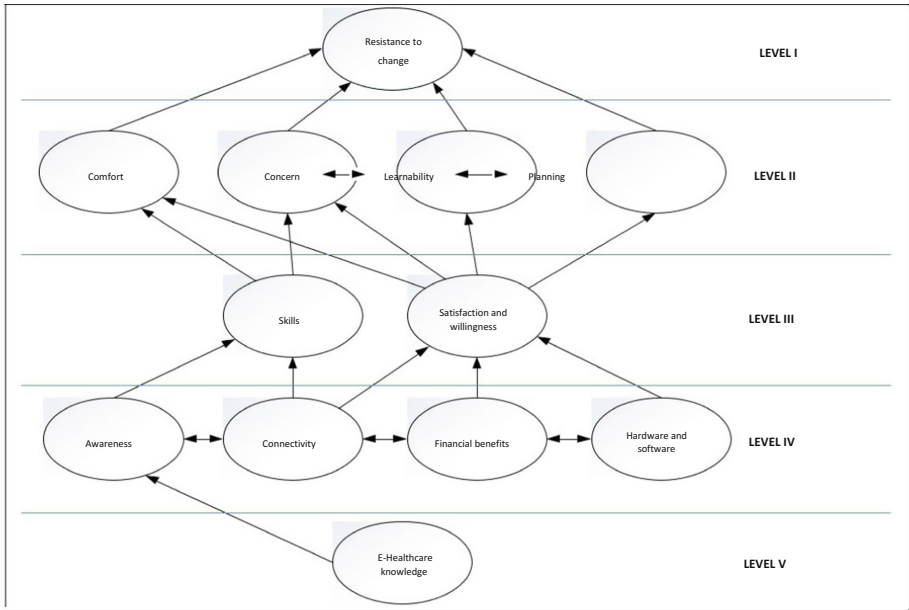 Resistance to
change
LEVEL I
Comfort
Concern
Learnability
Planning
LEVEL II
Skills
Satisfaction and
willingness
LEVEL III
Awareness
Connectivity
Financial benefits
Hardware and
software
LEVEL IV
E-Healthcare
knowledge
LEVEL V